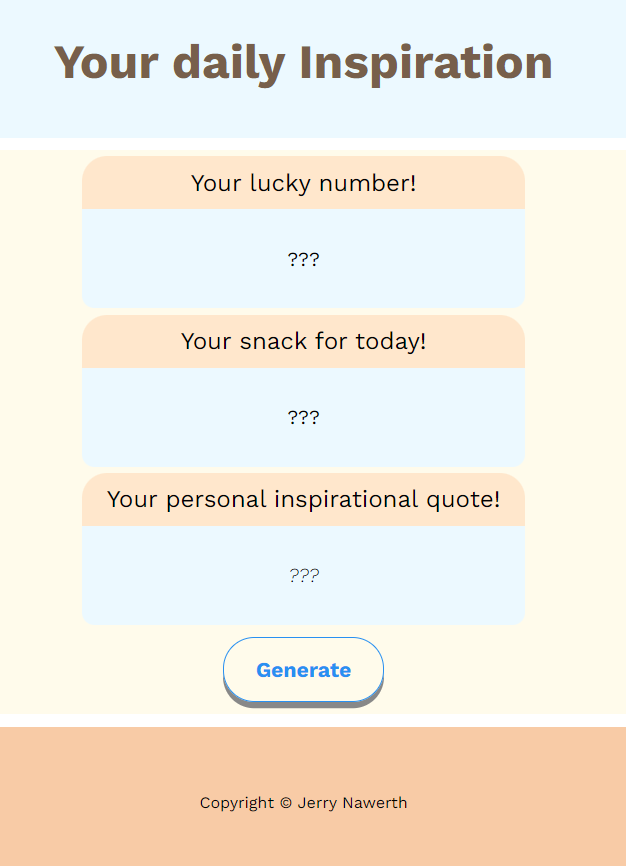 Your daily Inspiration
Your lucky number!
???
Your snack for today!
???
Your personal inspirational quote!
???
Generate
Copyright © Jerry Nawerth